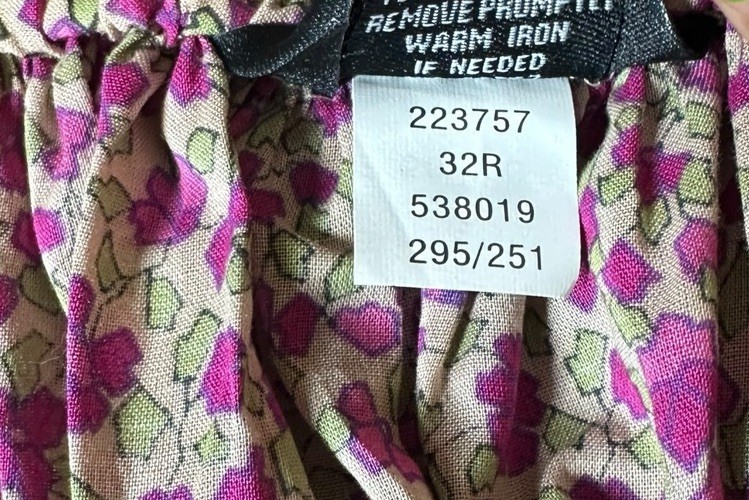 REMOVE PROMPTLY
WARM IRON
IF NEEDED
223757
32R
538019
295/251